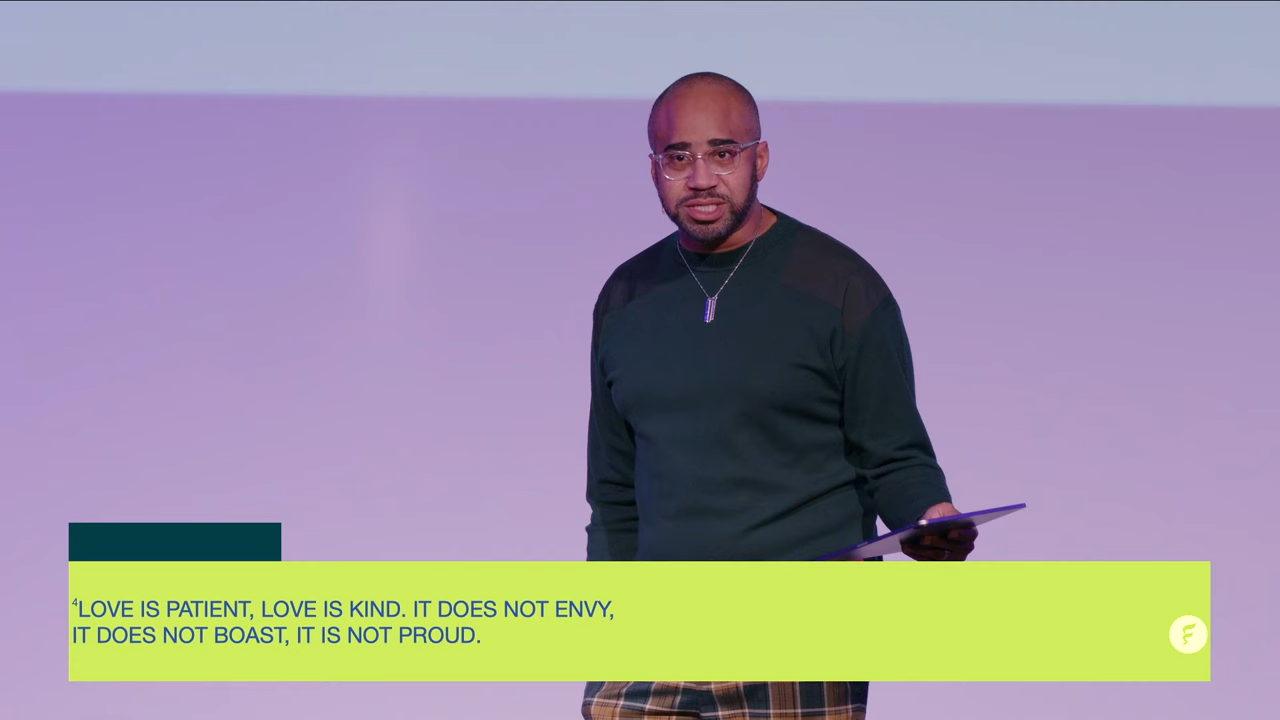 ⁴LOVE IS PATIENT, LOVE IS KIND. IT DOES NOT ENVY,
IT DOES NOT BOAST, IT IS NOT PROUD.